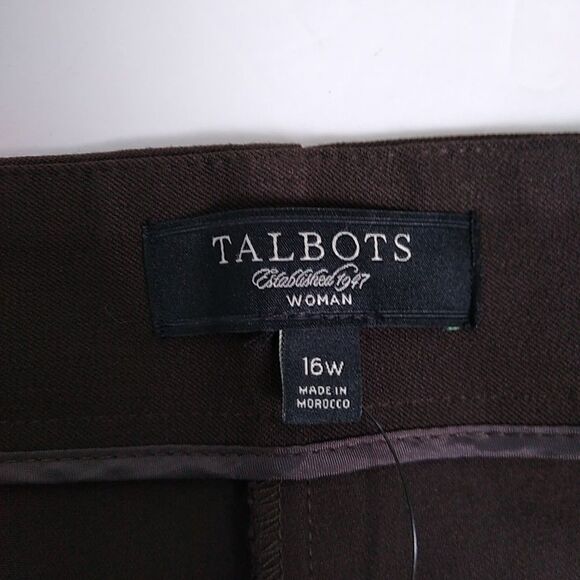 TALBOTS
Established 1947
WOMAN
16W
MADE IN
MOROCCO